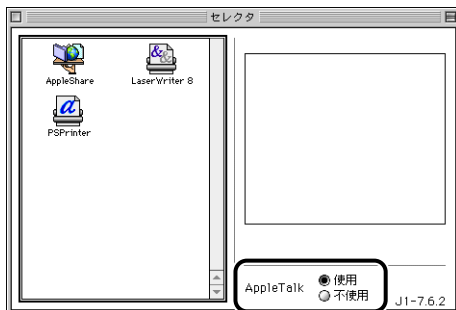 セレクタ
AppleShare
LaserWriter 8
PSPrinter
AppleTalk
使用
不使用
J1-7.6.2